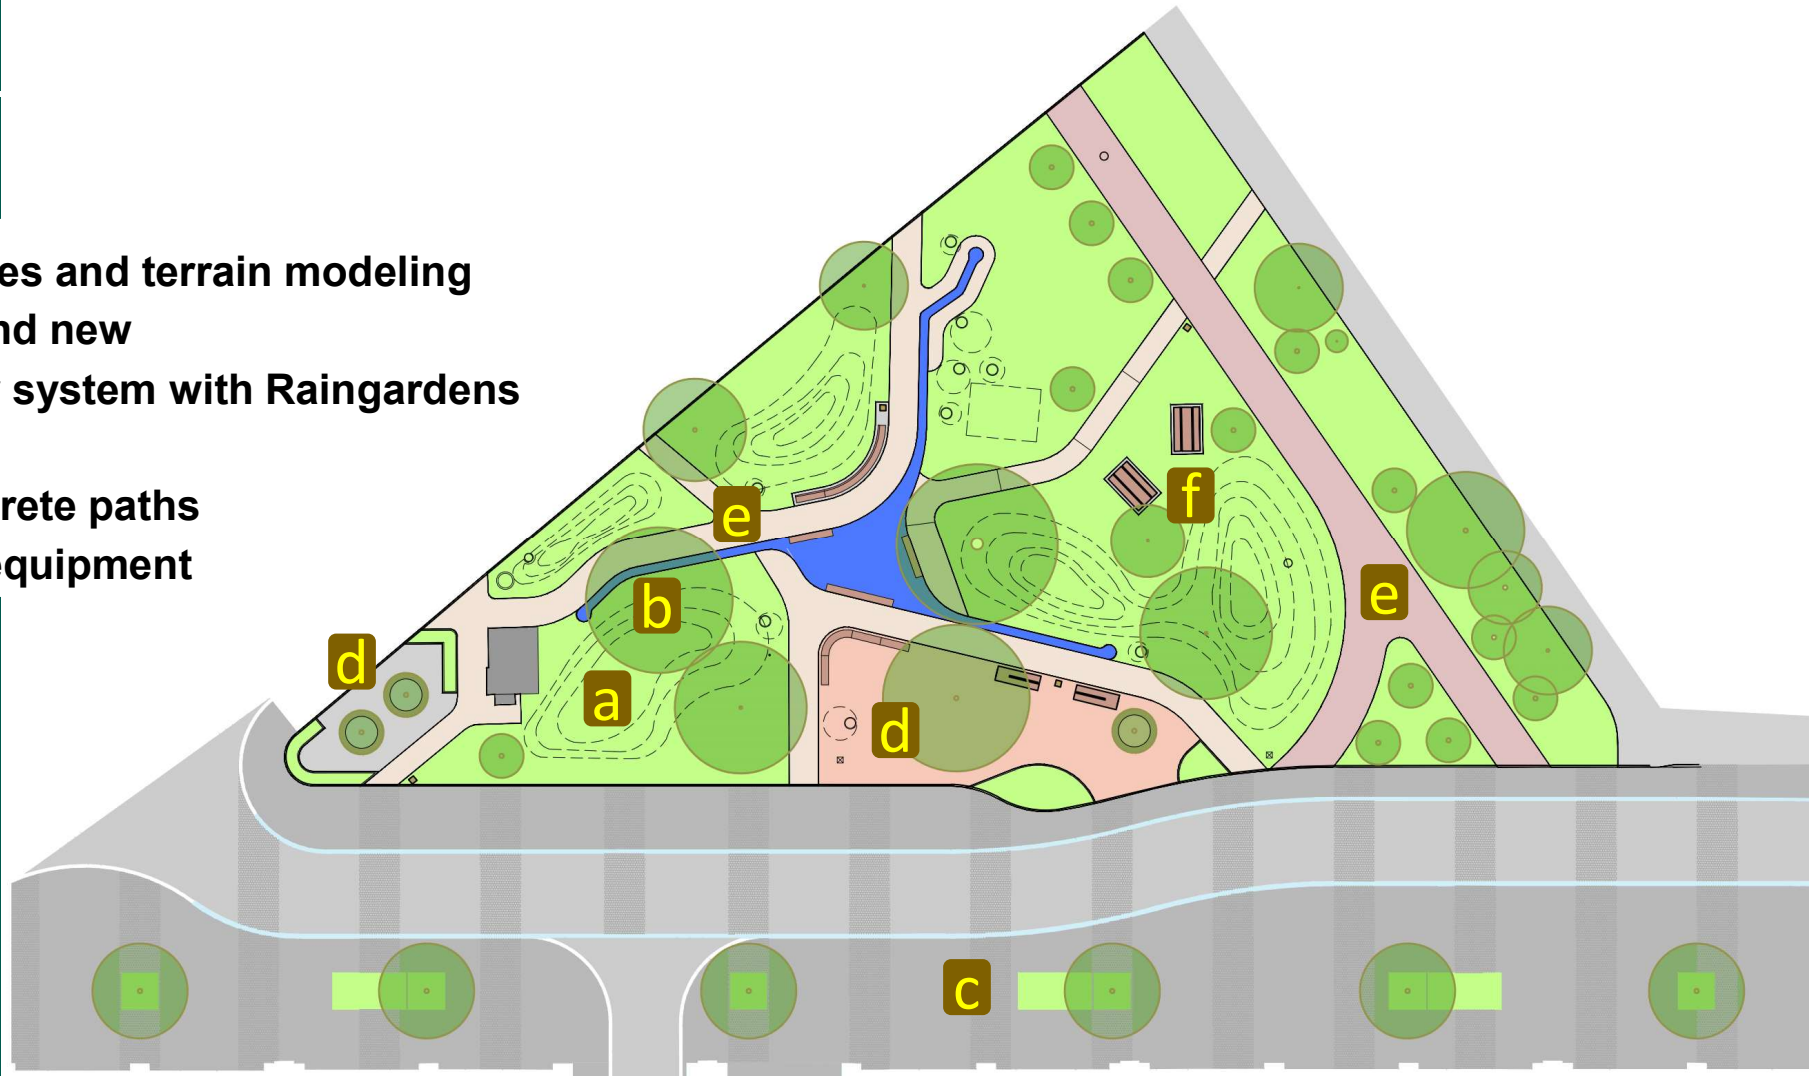 es and terrain modeling
nd new
system with Raingardens
rete paths
equipment
e
f
b
e
d
a
d
c